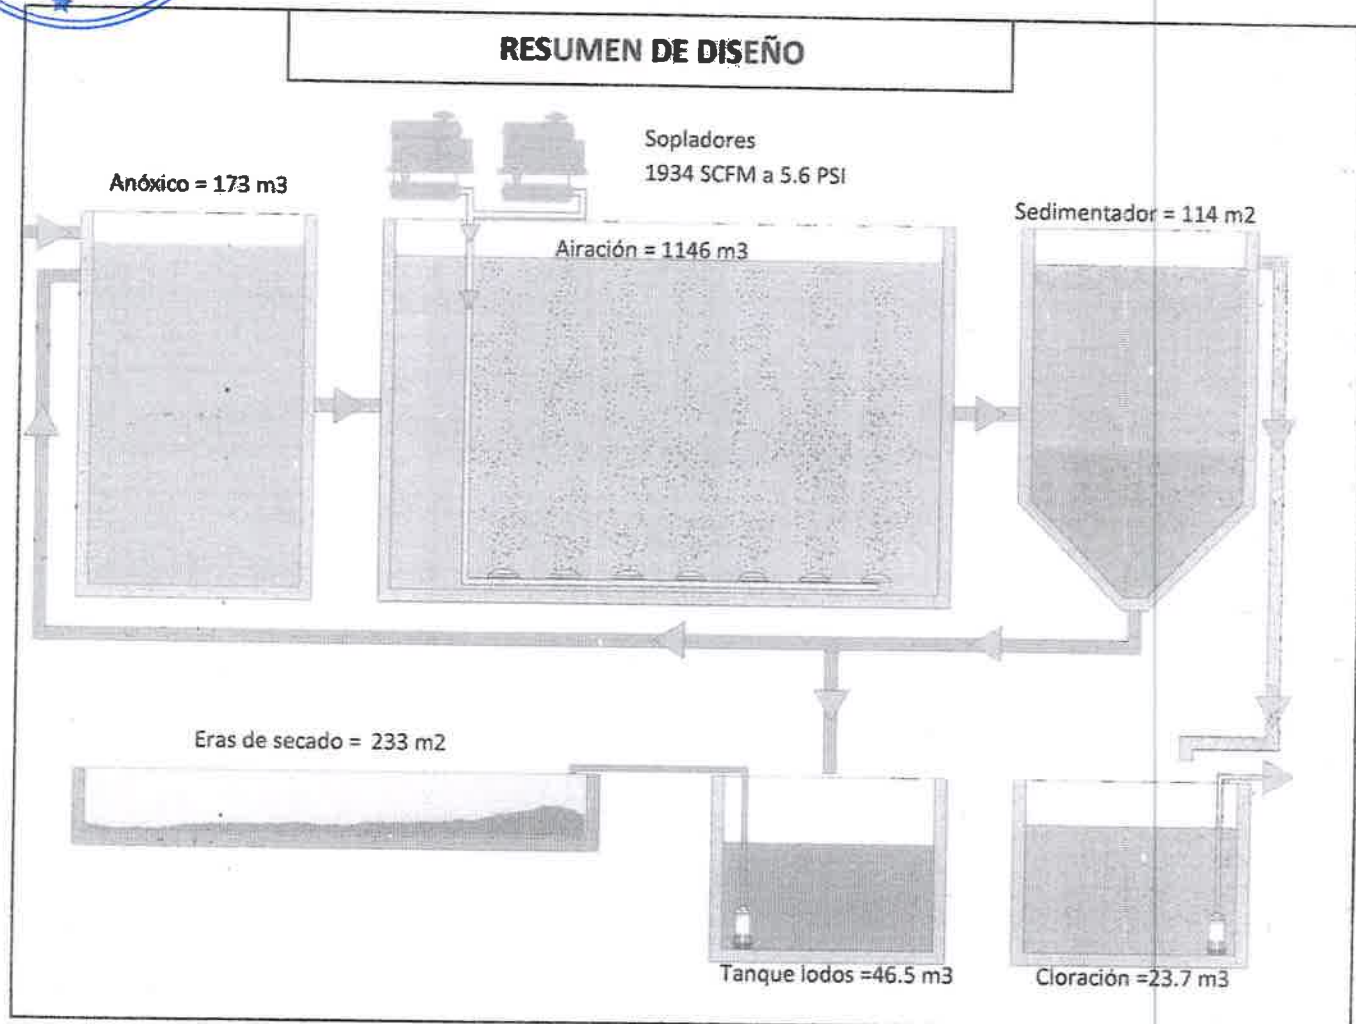 RESUMEN DE DISEÑO
Sopladores
1934 SCFM a 5.6 PSI
Anóxico = 173 m3
Sedimentador = 114 m2
Airación = 1146 m3
Eras de secado = 233 m2
Tanque lodos =46.5 m3
Cloración =23.7 m3